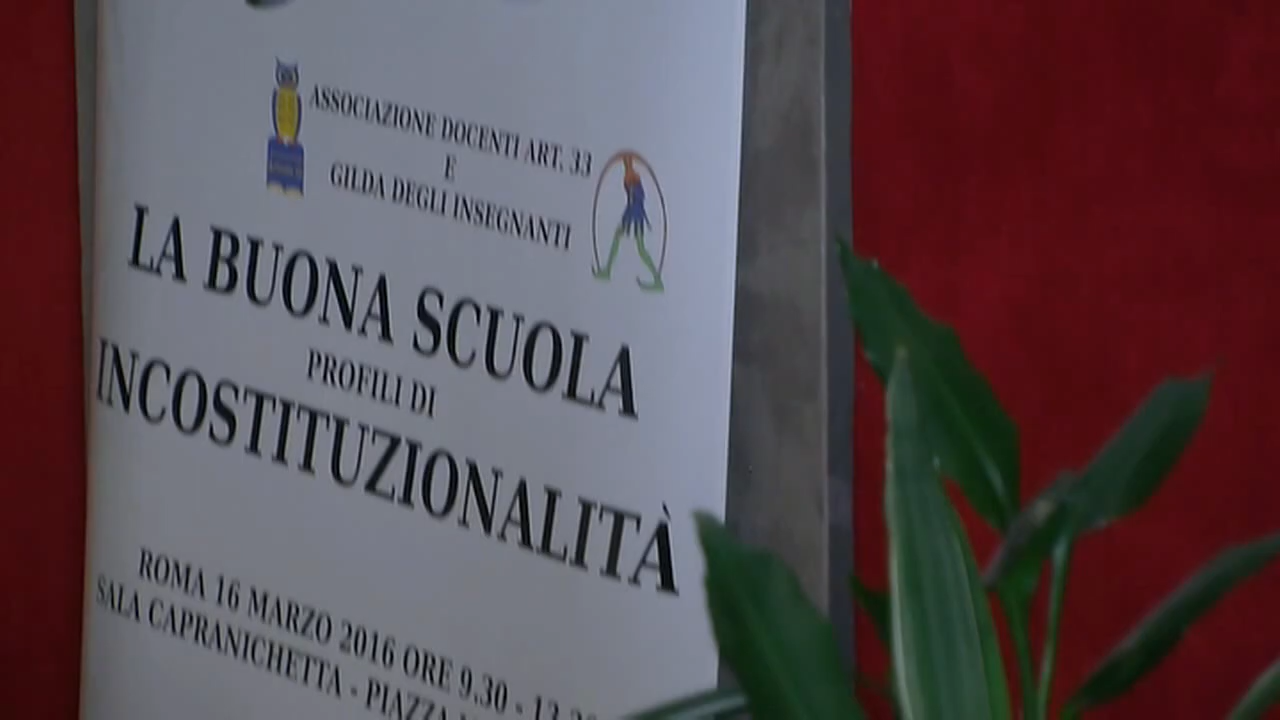 ASSOCIAZIONE DOCENTI ART. 33
E
GILDA DEGLI INSEGNANTI
LA BUONA SCUOLA
PROFILI DI
INCOSTITUZIONALITÀ
ROMA 16 MARZO 2016 ORE 9.30 -
SALA CAPRANICHETTA - PIAZZA